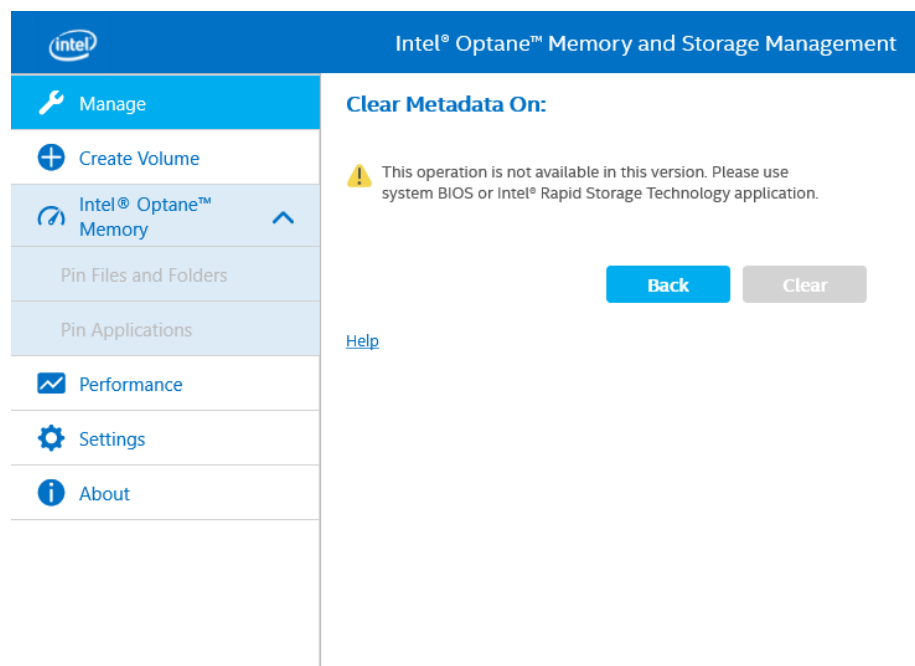 intel
Intel® Optane™ Memory and Storage Management
Manage
Create Volume
Intel® Optane™
Memory
Pin Files and Folders
Pin Applications
Performance
Settings
About
Clear Metadata On:
This operation is not available in this version. Please use
system BIOS or Intel® Rapid Storage Technology application.
Back
Clear
Help